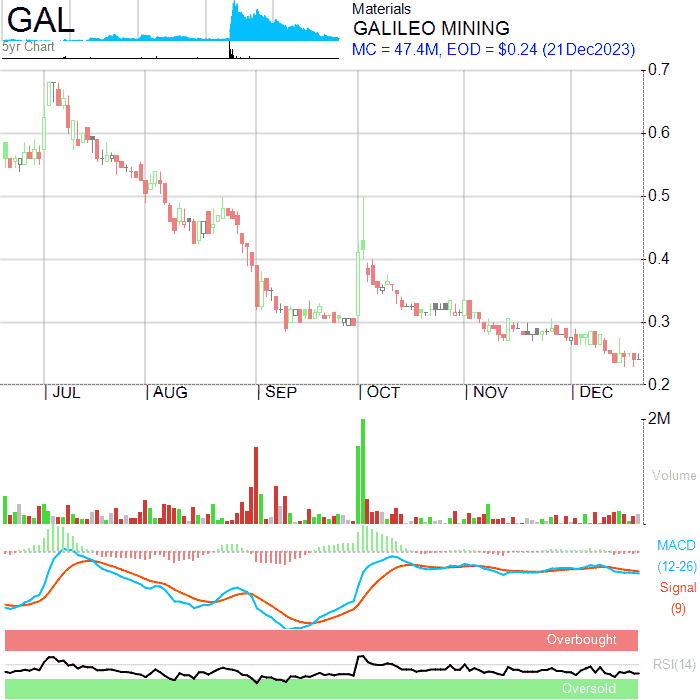 GAL
5yr Chart
Materials
GALILEO MINING
MC = 47.4M, EOD = $0.24 (21Dec2023)
0.7
0.6
0.5
0.4
0.3
0.2
JUL AUG SEP OCT NOV DEC
2M
Volume
MACD
(12-26)
Signal
(9)
Overbought
RSI(14)
Oversold